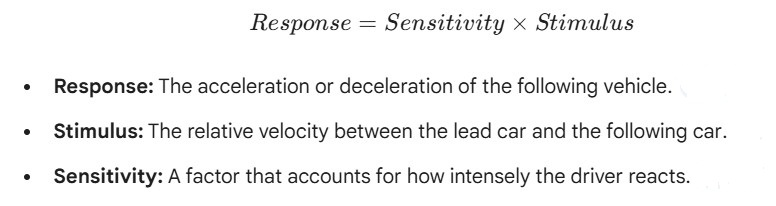 Response = Sensitivity × Stimulus
• Response: The acceleration or deceleration of the following vehicle.
• Stimulus: The relative velocity between the lead car and the following car.
• Sensitivity: A factor that accounts for how intensely the driver reacts.